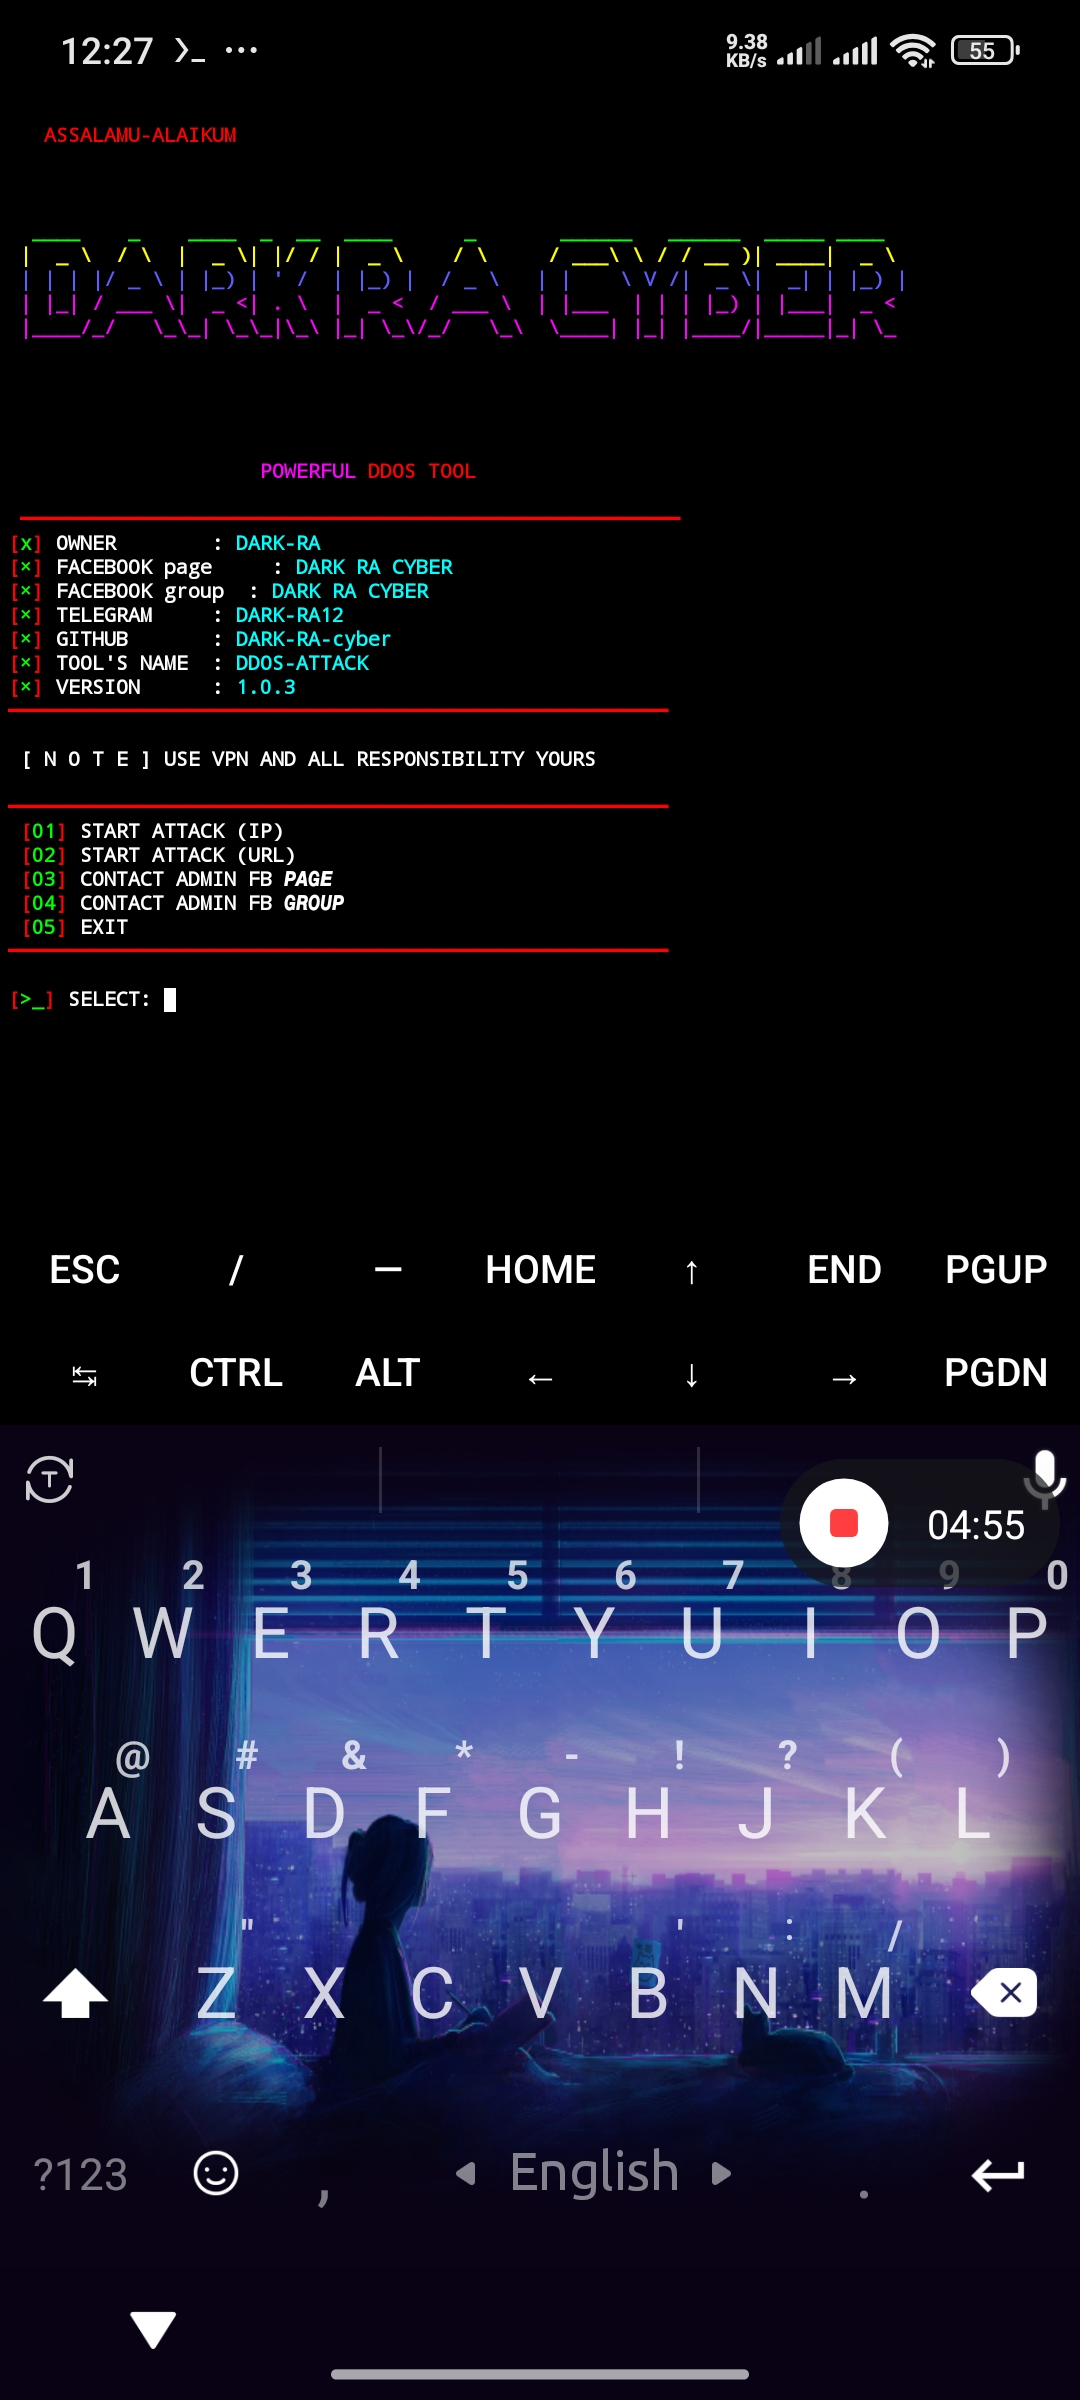 12:27
9.38
KB/s
55
ASSALAMU-ALAIKUM
DARK RA CYBER
POWERFUL DDOS TOOL
[x] OWNER : DARK-RA
[×] FACEBOOK page : DARK RA CYBER
[×] FACEBOOK group : DARK RA CYBER
[×] TELEGRAM : DARK-RA12
[×] GITHUB : DARK-RA-cyber
[×] TOOL'S NAME : DDOS-ATTACK
[×] VERSION : 1.0.3
[ N O T E ] USE VPN AND ALL RESPONSIBILITY YOURS
[01] START ATTACK (IP)
[02] START ATTACK (URL)
[03] CONTACT ADMIN FB PAGE
[04] CONTACT ADMIN FB GROUP
[05] EXIT
[>_] SELECT:
ESC / — HOME ↑ END PGUP
↹ CTRL ALT ← ↓ → PGDN
T
04:55
1 2 3 4 5 6 7 8 9 0
Q W E R T Y U I O P
@ # & * - ! ? ( )
A S D F G H J K L
" ' : /
Z X C V B N M
?123 , English .